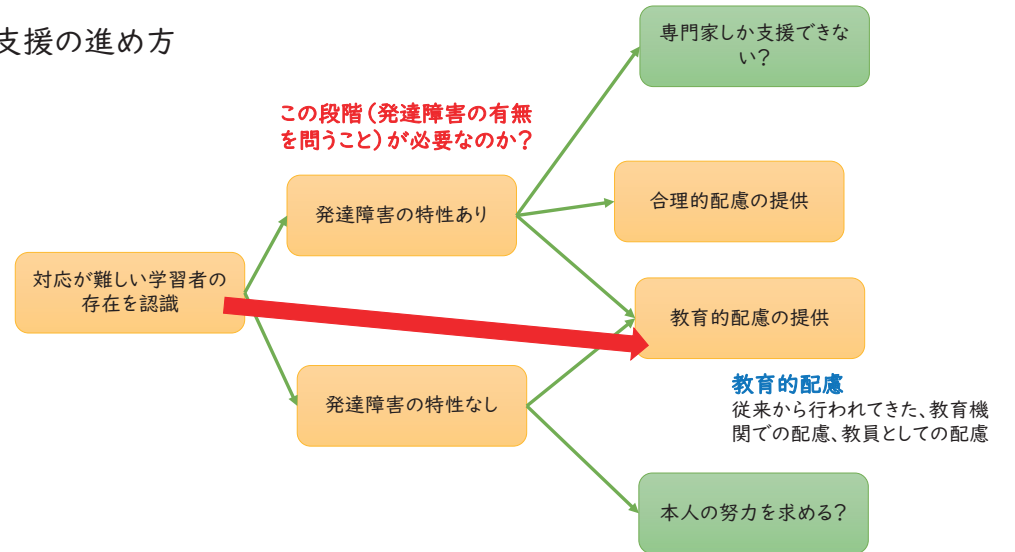 支援の進め方
専門家しか支援できな
い？
この段階（発達障害の有無
を問うこと）が必要なのか？
発達障害の特性あり
合理的配慮の提供
対応が難しい学習者の
存在を認識
教育的配慮の提供
発達障害の特性なし
教育的配慮
従来から行われてきた、教育機
関での配慮、教員としての配慮
本人の努力を求める？